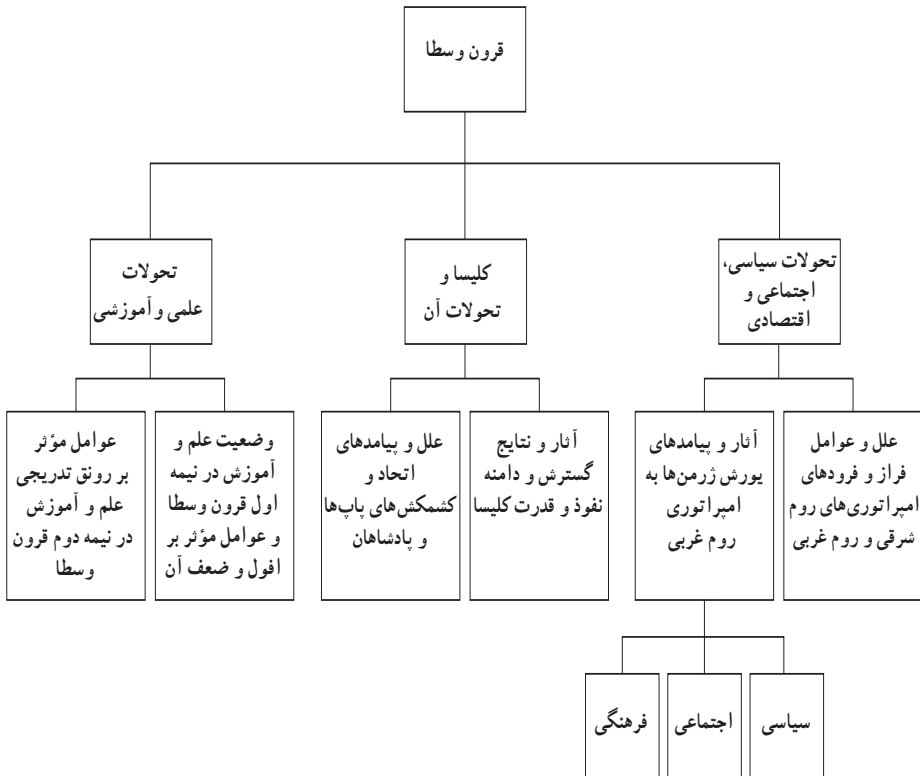 قرون وسطا
تحولات سیاسی،
اجتماعی و
اقتصادی
کلیسا و
تحولات آن
تحولات
علمی و آموزشی
علل و عوامل
فراز و فرودهای
امپراتوری‌های روم
شرقی و روم غربی
آثار و پیامدهای
یورش ژرمن‌ها به
امپراتوری
روم غربی
آثار و نتایج
گسترش و دامنه
نفوذ و قدرت کلیسا
علل و پیامدهای
اتحاد و
کشمکش‌های پاپ‌ها
و پادشاهان
وضعیت علم و
آموزش در نیمه
اول قرون وسطا
و عوامل مؤثر بر
افول و ضعف آن
عوامل مؤثر
بر رونق تدریجی
علم و آموزش
در نیمه دوم قرون
وسطا
سیاسی
اجتماعی
فرهنگی